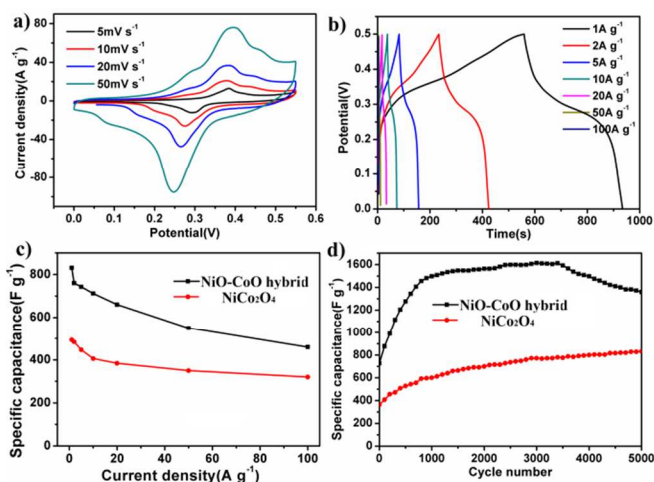 a)
5mV s-1
10mV s-1
20mV s-1
50mV s-1
80
40
0
-40
-80
Current density(A g-1)
0.0 0.1 0.2 0.3 0.4 0.5 0.6
Potential(V)
b)
1A g-1
2A g-1
5A g-1
10A g-1
20A g-1
50A g-1
100A g-1
0.5
0.4
0.3
0.2
0.1
0.0
Potential(V)
0 200 400 600 800 1000
Time(s)
c)
NiO-CoO hybrid
NiCo2O4
800
600
400
200
0
Specific capacitance(F g-1)
0 20 40 60 80 100
Current density(A g-1)
d)
NiO-CoO hybrid
NiCo2O4
1600
1400
1200
1000
800
600
400
200
0
Specific capacitance(F g-1)
0 1000 2000 3000 4000 5000
Cycle number